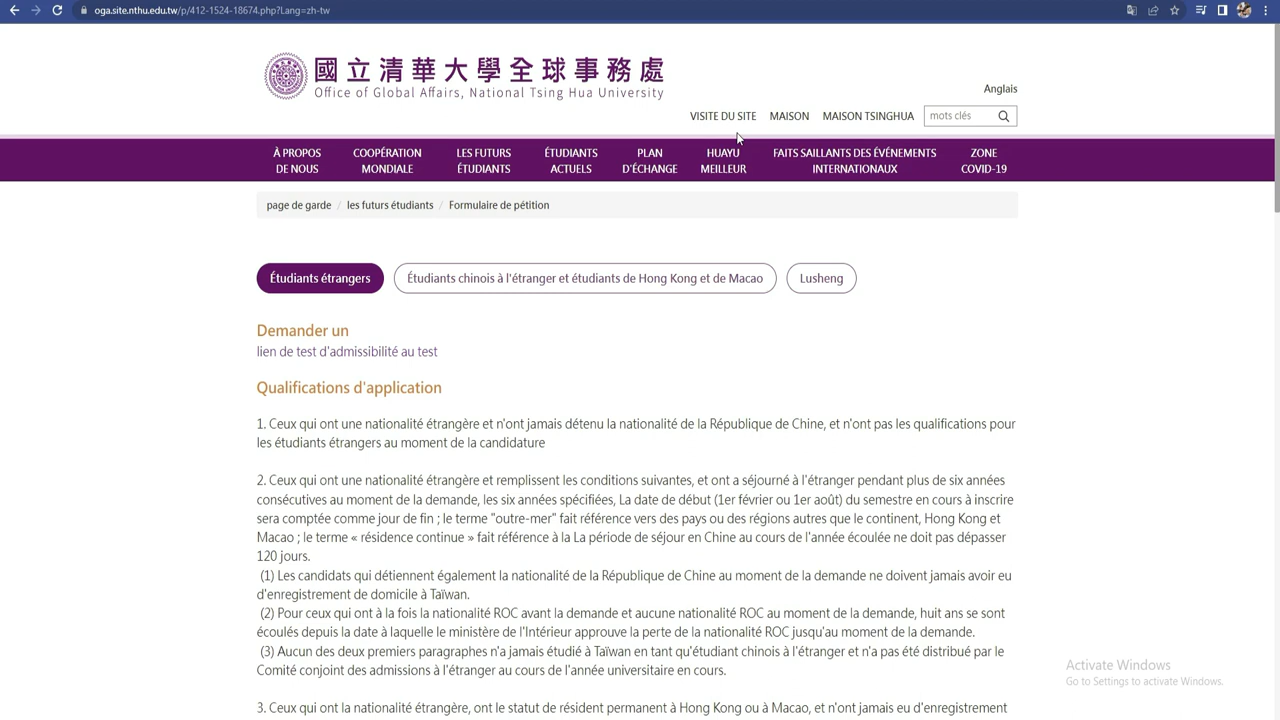 oga.site.nthu.edu.tw/p/412-1524-18674.php?Lang=zh-tw
國立清華大學全球事務處
Office of Global Affairs, National Tsing Hua University
Anglais
VISITE DU SITE MAISON MAISON TSINGHUA mots clés
À PROPOS DE NOUS
COOPÉRATION MONDIALE
LES FUTURS ÉTUDIANTS
ÉTUDIANTS ACTUELS
PLAN D'ÉCHANGE
HUAYU MEILLEUR
FAITS SAILLANTS DES ÉVÉNEMENTS INTERNATIONAUX
ZONE COVID-19
page de garde / les futurs étudiants / Formulaire de pétition
Étudiants étrangers Étudiants chinois à l'étranger et étudiants de Hong Kong et de Macao Lusheng
Demander un
lien de test d'admissibilité au test
Qualifications d'application
1. Ceux qui ont une nationalité étrangère et n'ont jamais détenu la nationalité de la République de Chine, et n'ont pas les qualifications pour
les étudiants étrangers au moment de la candidature
2. Ceux qui ont une nationalité étrangère et remplissent les conditions suivantes, et ont a séjourné à l'étranger pendant plus de six années
consécutives au moment de la demande, les six années spécifiées, La date de début (1er février ou 1er août) du semestre en cours à inscrire
sera comptée comme jour de fin ; le terme "outre-mer" fait référence vers des pays ou des régions autres que le continent, Hong Kong et
Macao ; le terme « résidence continue » fait référence à la La période de séjour en Chine au cours de l'année écoulée ne doit pas dépasser
120 jours.
(1) Les candidats qui détiennent également la nationalité de la République de Chine au moment de la demande ne doivent jamais avoir eu
d'enregistrement de domicile à Taïwan.
(2) Pour ceux qui ont à la fois la nationalité ROC avant la demande et aucune nationalité ROC au moment de la demande, huit ans se sont
écoulés depuis la date à laquelle le ministère de l'Intérieur approuve la perte de la nationalité ROC jusqu'au moment de la demande.
(3) Aucun des deux premiers paragraphes n'a jamais étudié à Taïwan en tant qu'étudiant chinois à l'étranger et n'a pas été distribué par le
Comité conjoint des admissions à l'étranger au cours de l'année universitaire en cours.
3. Ceux qui ont la nationalité étrangère, ont le statut de résident permanent à Hong Kong ou à Macao, et n'ont jamais eu d'enregistrement
Activate Windows
Go to Settings to activate Windows.